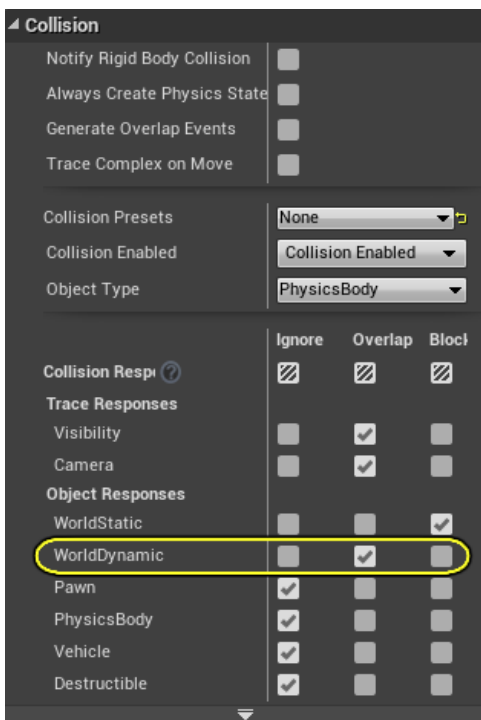 Collision
Notify Rigid Body Collision
Always Create Physics State
Generate Overlap Events
Trace Complex on Move
Collision Presets None
Collision Enabled Collision Enabled
Object Type PhysicsBody
Ignore Overlap Block
Collision Resp ?
Trace Responses
Visibility
Camera
Object Responses
WorldStatic
WorldDynamic
Pawn
PhysicsBody
Vehicle
Destructible